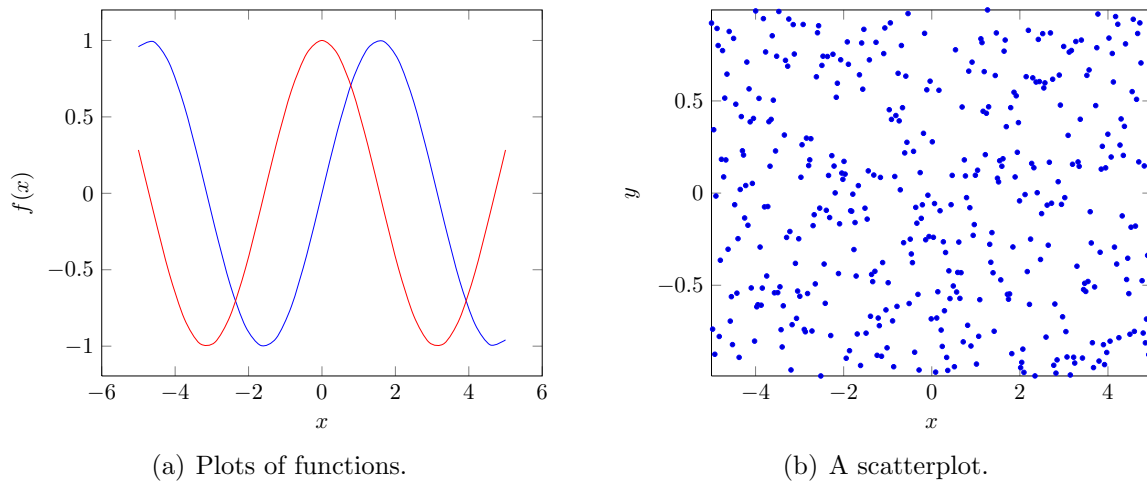 1
0.5
0
−0.5
−1
−6 −4 −2 0 2 4 6
f(x)
x
(a) Plots of functions.
0.5
0
−0.5
−4 −2 0 2 4
y
x
(b) A scatterplot.